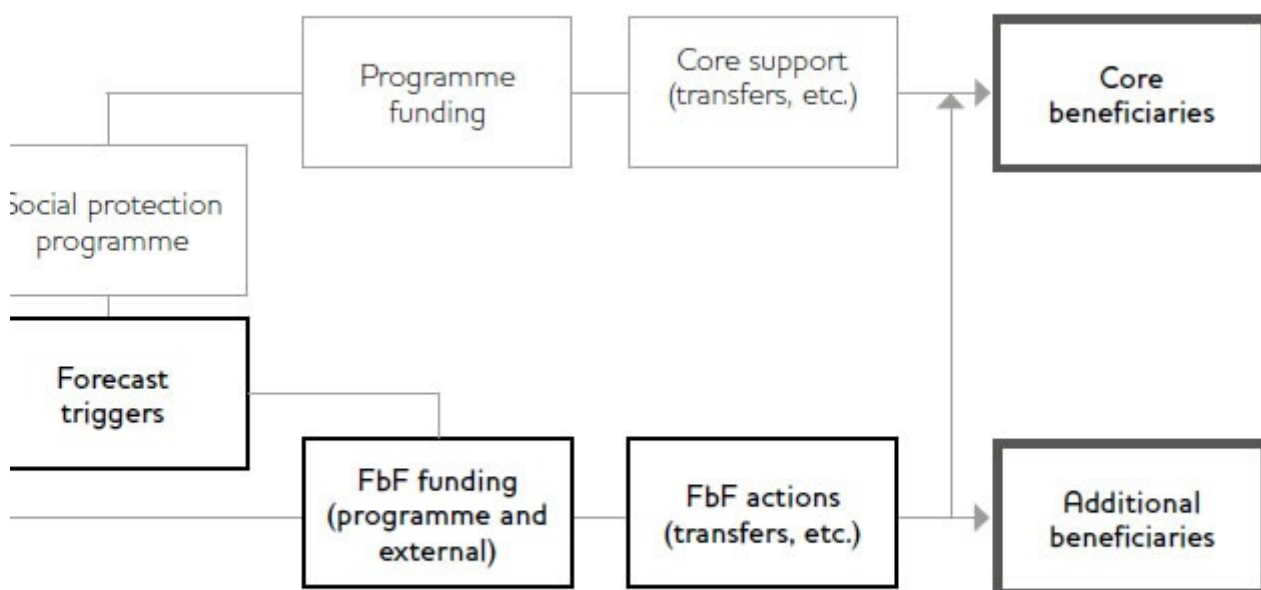 Programme
funding
Core support
(transfers, etc.)
Core
beneficiaries
Social protection
programme
Forecast
triggers
FbF funding
(programme and
external)
FbF actions
(transfers, etc.)
Additional
beneficiaries